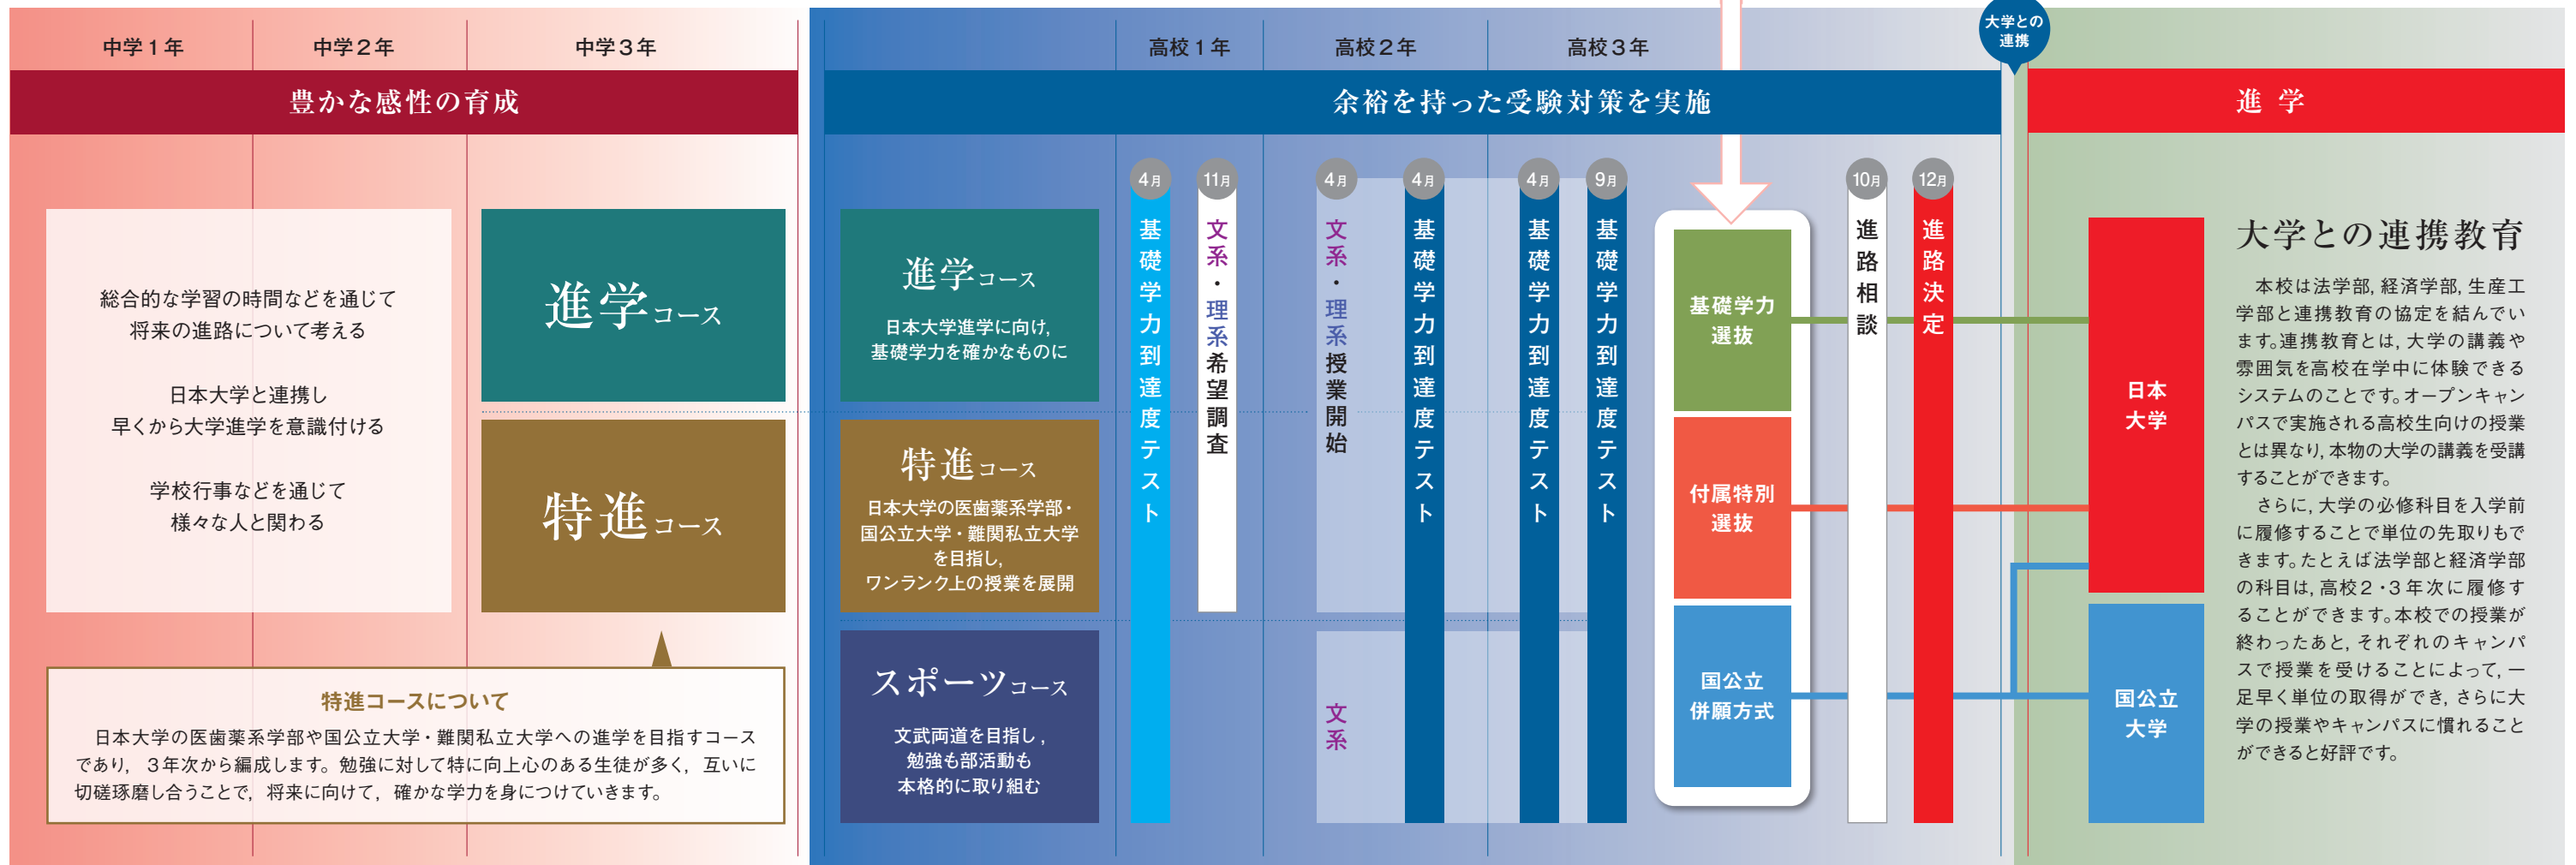 中学1年
中学2年
中学3年
豊かな感性の育成
総合的な学習の時間などを通じて
将来の進路について考える
日本大学と連携し
早くから大学進学を意識付ける
学校行事などを通じて
様々な人と関わる
進学コース
特進コース
特進コースについて
日本大学の医歯薬系学部や国公立大学・難関私立大学への進学を目指すコース
であり，3年次から編成します。勉強に対して特に向上心のある生徒が多く，互いに
切磋琢磨し合うことで，将来に向けて，確かな学力を身につけていきます。
高校1年
高校2年
高校3年
余裕を持った受験対策を実施
進学コース
日本大学進学に向け,
基礎学力を確かなものに
特進コース
日本大学の医歯薬系学部・
国公立大学・難関私立大学
を目指し,
ワンランク上の授業を展開
スポーツコース
文武両道を目指し,
勉強も部活動も
本格的に取り組む
4月
基礎学力到達度テスト
11月
文系・理系希望調査
4月
文系・理系授業開始
文系
4月
基礎学力到達度テスト
4月
基礎学力到達度テスト
9月
基礎学力到達度テスト
基礎学力
選抜
付属特別
選抜
国公立
併願方式
10月
進路相談
12月
進路決定
大学との
連携
進学
日本
大学
国公立
大学
大学との連携教育
本校は法学部, 経済学部, 生産工
学部と連携教育の協定を結んでい
ます。連携教育とは, 大学の講義や
雰囲気を高校在学中に体験できる
システムのことです。オープンキャン
パスで実施される高校生向けの授業
とは異なり, 本物の大学の講義を受講
することができます。
さらに, 大学の必修科目を入学前
に履修することで単位の先取りもで
きます。たとえば法学部と経済学部
の科目は, 高校2・3年次に履修す
ることができます。本校での授業が
終わったあと, それぞれのキャンパ
スで授業を受けることによって, 一
足早く単位の取得ができ, さらに大
学の授業やキャンパスに慣れること
ができると好評です。